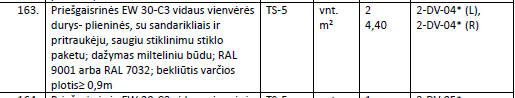 163. Priešgaisrinės EW 30-C3 vidaus vienvėrės TS-5 vnt. 2 2-DV-04* (L),
durys- plieninės, su sandarikliais ir m² 4,40 2-DV-04* (R)
pritraukėju, saugiu stiklinimu stiklo
paketu; dažymas milteliniu būdu; RAL
9001 arba RAL 7032; bekliūtis varčios
plotis≥ 0,9m